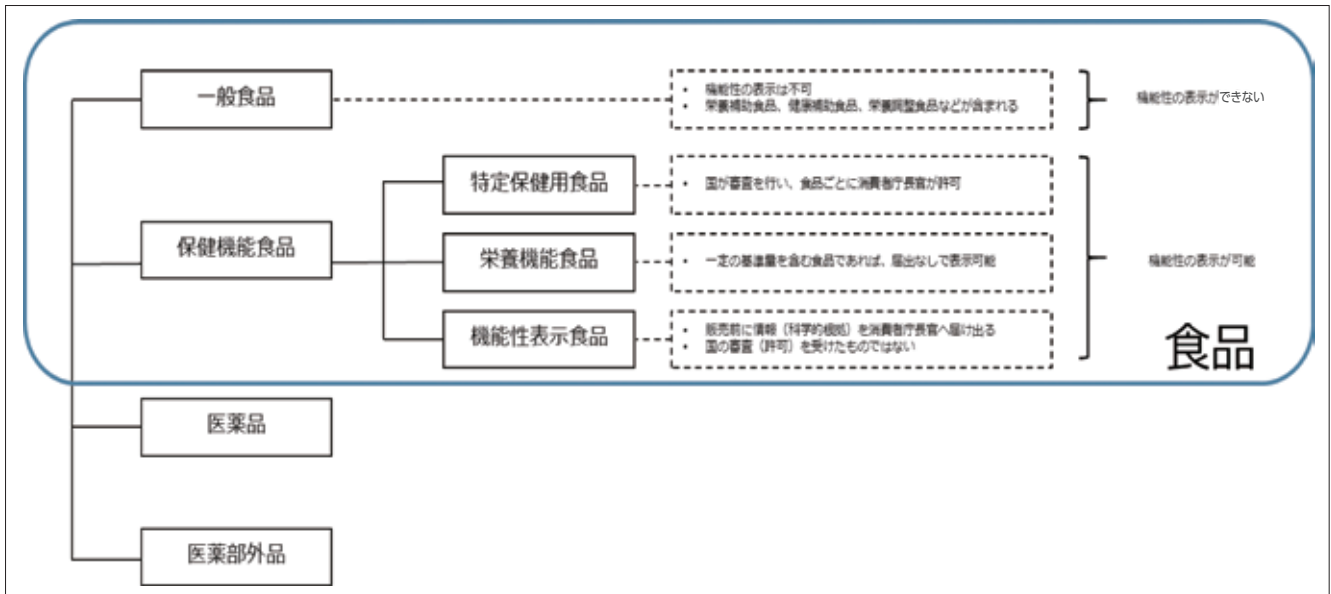 一般食品
・ 機能性の表示は不可
・ 栄養補助食品、健康補助食品、栄養調整食品などが含まれる
機能性の表示ができない
特定保健用食品
・ 国が審査を行い、食品ごとに消費者庁長官が許可
保健機能食品
栄養機能食品
・ 一定の基準量を含む食品であれば、届出なしで表示可能
機能性の表示が可能
機能性表示食品
・ 販売前に情報（科学的根拠）を消費者庁長官へ届け出る
・ 国の審査（許可）を受けたものではない
食品
医薬品
医薬部外品